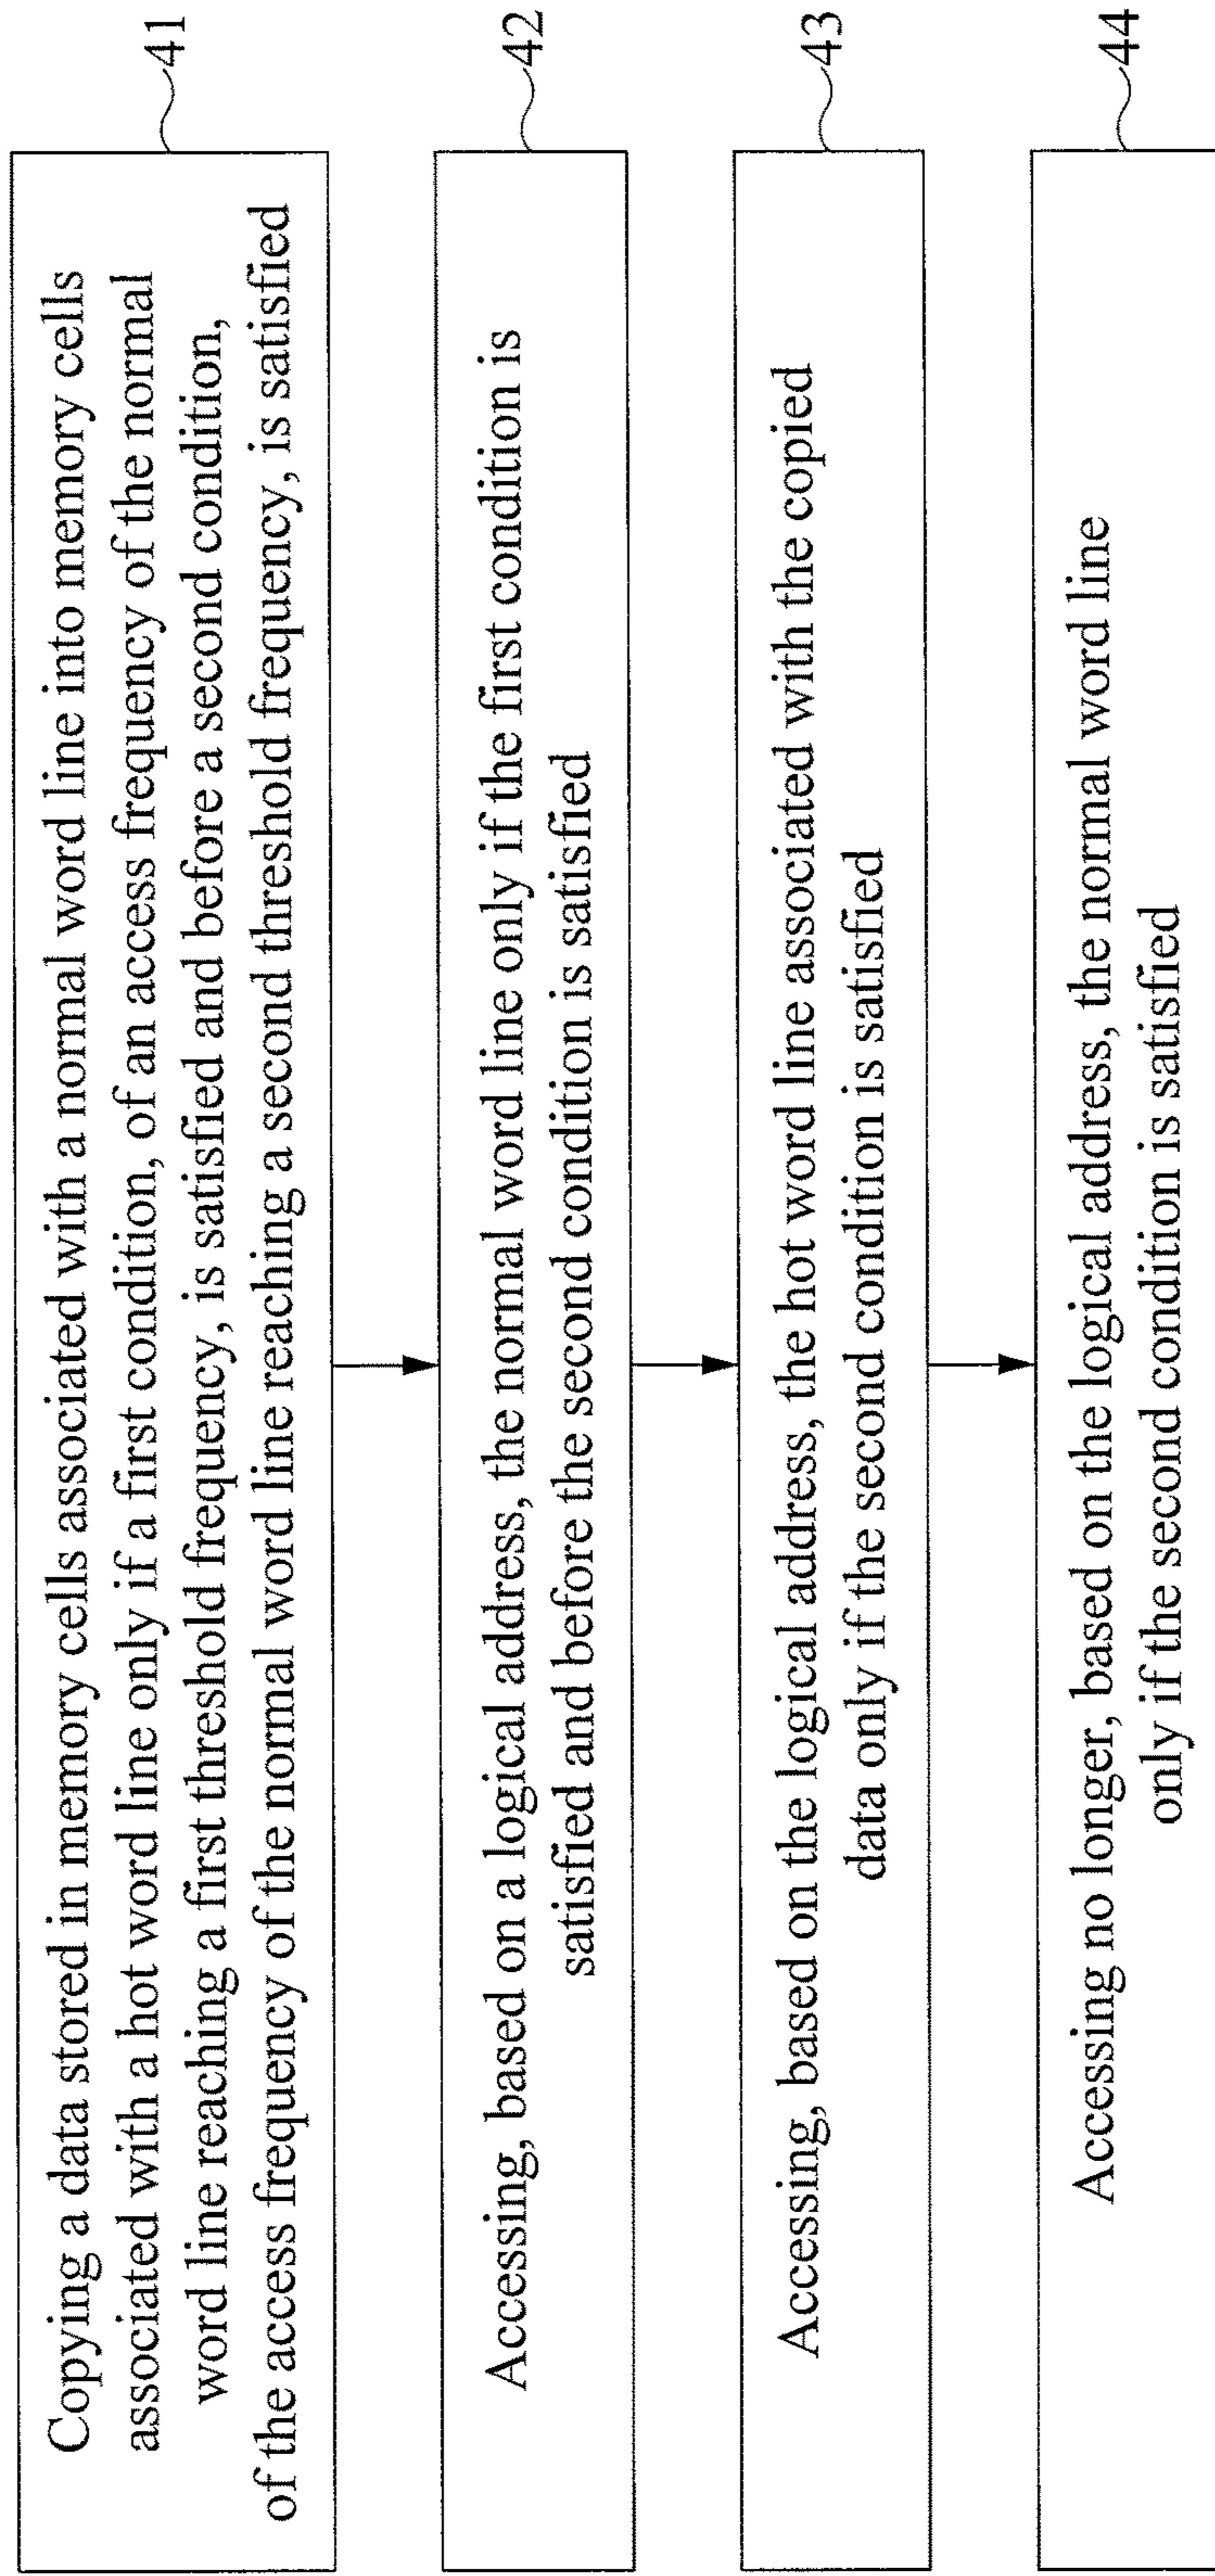 Copying a data stored in memory cells associated with a normal word line into memory cells
associated with a hot word line only if a first condition, of an access frequency of the normal
word line reaching a first threshold frequency, is satisfied and before a second condition,
of the access frequency of the normal word line reaching a second threshold frequency, is satisfied
41
Accessing, based on a logical address, the normal word line only if the first condition is
satisfied and before the second condition is satisfied
42
Accessing, based on the logical address, the hot word line associated with the copied
data only if the second condition is satisfied
43
Accessing no longer, based on the logical address, the normal word line
only if the second condition is satisfied
44